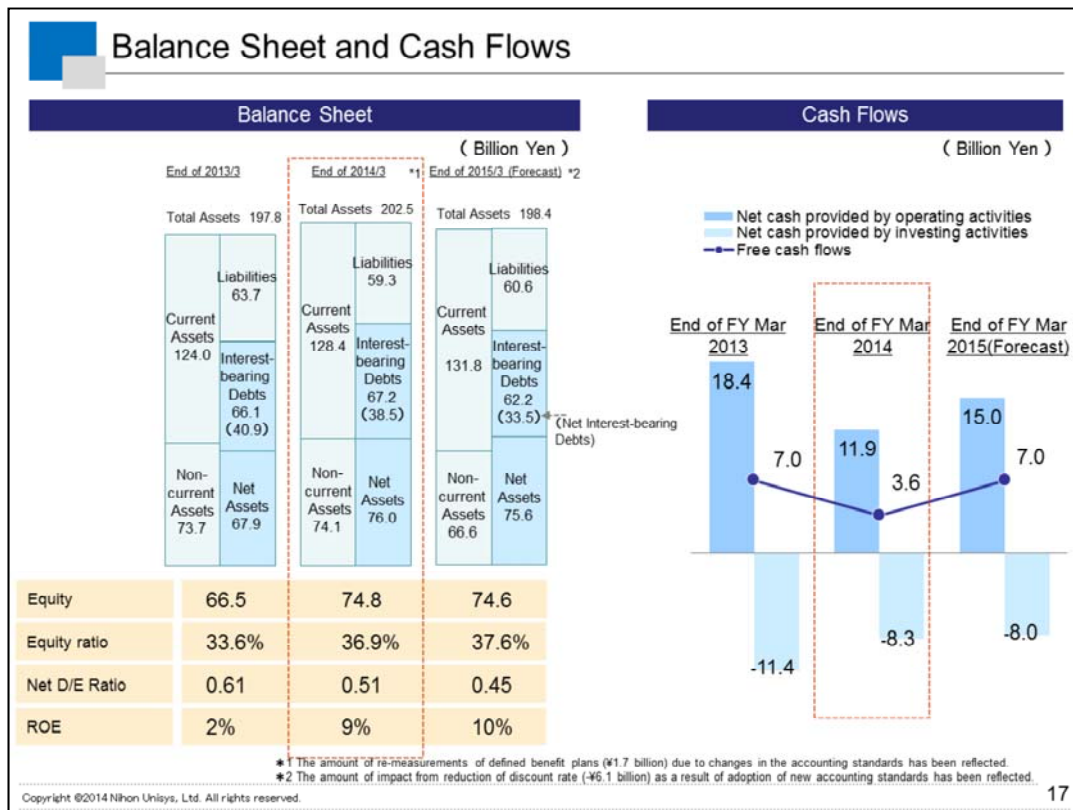 Balance Sheet and Cash Flows
Balance Sheet
( Billion Yen )
End of 2013/3
End of 2014/3 *1
End of 2015/3 (Forecast) *2
Total Assets 197.8
Total Assets 202.5
Total Assets 198.4
Current
Assets
124.0
Non-
current
Assets
73.7
Liabilities
63.7
Interest-
bearing
Debts
66.1
(40.9)
Net
Assets
67.9
Current
Assets
128.4
Non-
current
Assets
74.1
Liabilities
59.3
Interest-
bearing
Debts
67.2
(38.5)
Net
Assets
76.0
Current
Assets
131.8
Non-
current
Assets
66.6
Liabilities
60.6
Interest-
bearing
Debts
62.2
(33.5)
Net
Assets
75.6
(Net Interest-bearing
Debts)
Equity 66.5 74.8 74.6
Equity ratio 33.6% 36.9% 37.6%
Net D/E Ratio 0.61 0.51 0.45
ROE 2% 9% 10%
Cash Flows
( Billion Yen )
Net cash provided by operating activities
Net cash provided by investing activities
Free cash flows
End of FY Mar
2013
End of FY Mar
2014
End of FY Mar
2015(Forecast)
18.4
7.0
-11.4
11.9
3.6
-8.3
15.0
7.0
-8.0
*1 The amount of re-measurements of defined benefit plans (¥1.7 billion) due to changes in the accounting standards has been reflected.
*2 The amount of impact from reduction of discount rate (-¥6.1 billion) as a result of adoption of new accounting standards has been reflected.
Copyright ©2014 Nihon Unisys, Ltd. All rights reserved.
17